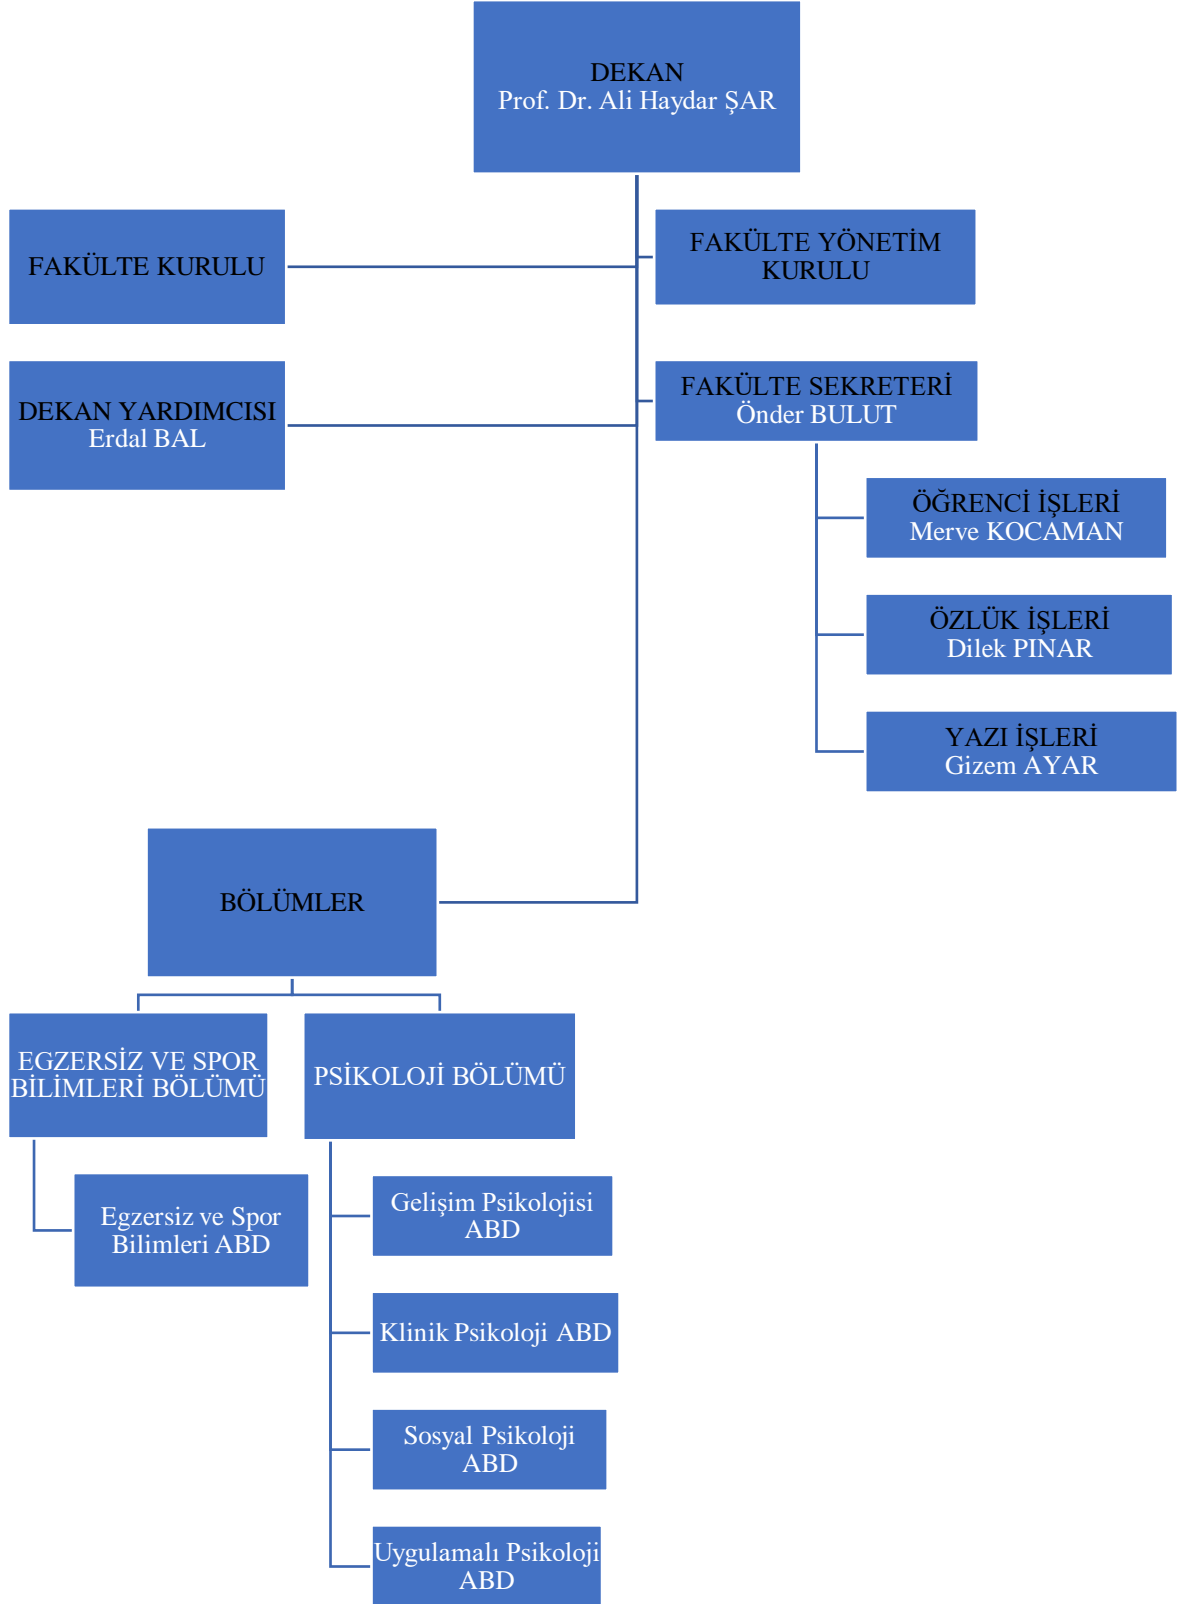 DEKAN
Prof. Dr. Ali Haydar ŞAR
FAKÜLTE KURULU
FAKÜLTE YÖNETİM
KURULU
DEKAN YARDIMCISI
Erdal BAL
FAKÜLTE SEKRETERİ
Önder BULUT
ÖĞRENCİ İŞLERİ
Merve KOCAMAN
ÖZLÜK İŞLERİ
Dilek PINAR
YAZI İŞLERİ
Gizem AYAR
BÖLÜMLER
EGZERSİZ VE SPOR
BİLİMLERİ BÖLÜMÜ
PSİKOLOJİ BÖLÜMÜ
Egzersiz ve Spor
Bilimleri ABD
Gelişim Psikolojisi
ABD
Klinik Psikoloji ABD
Sosyal Psikoloji
ABD
Uygulamalı Psikoloji
ABD